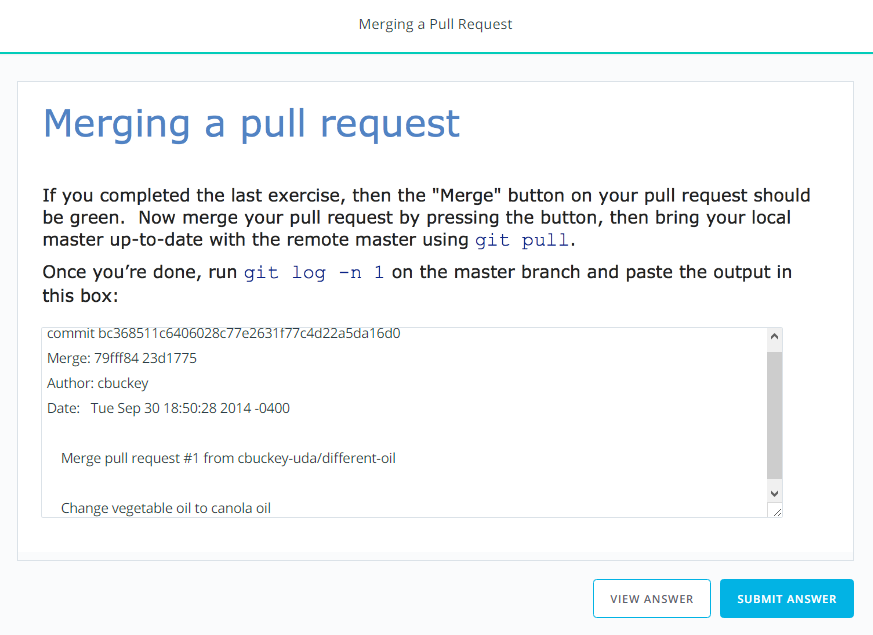 Merging a Pull Request
Merging a pull request
If you completed the last exercise, then the "Merge" button on your pull request should
be green.  Now merge your pull request by pressing the button, then bring your local
master up-to-date with the remote master using git pull.
Once you’re done, run git log -n 1 on the master branch and paste the output in
this box:
commit bc368511c6406028c77e2631f77c4d22a5da16d0
Merge: 79fff84 23d1775
Author: cbuckey
Date:   Tue Sep 30 18:50:28 2014 -0400
Merge pull request #1 from cbuckey-uda/different-oil
Change vegetable oil to canola oil
VIEW ANSWER
SUBMIT ANSWER